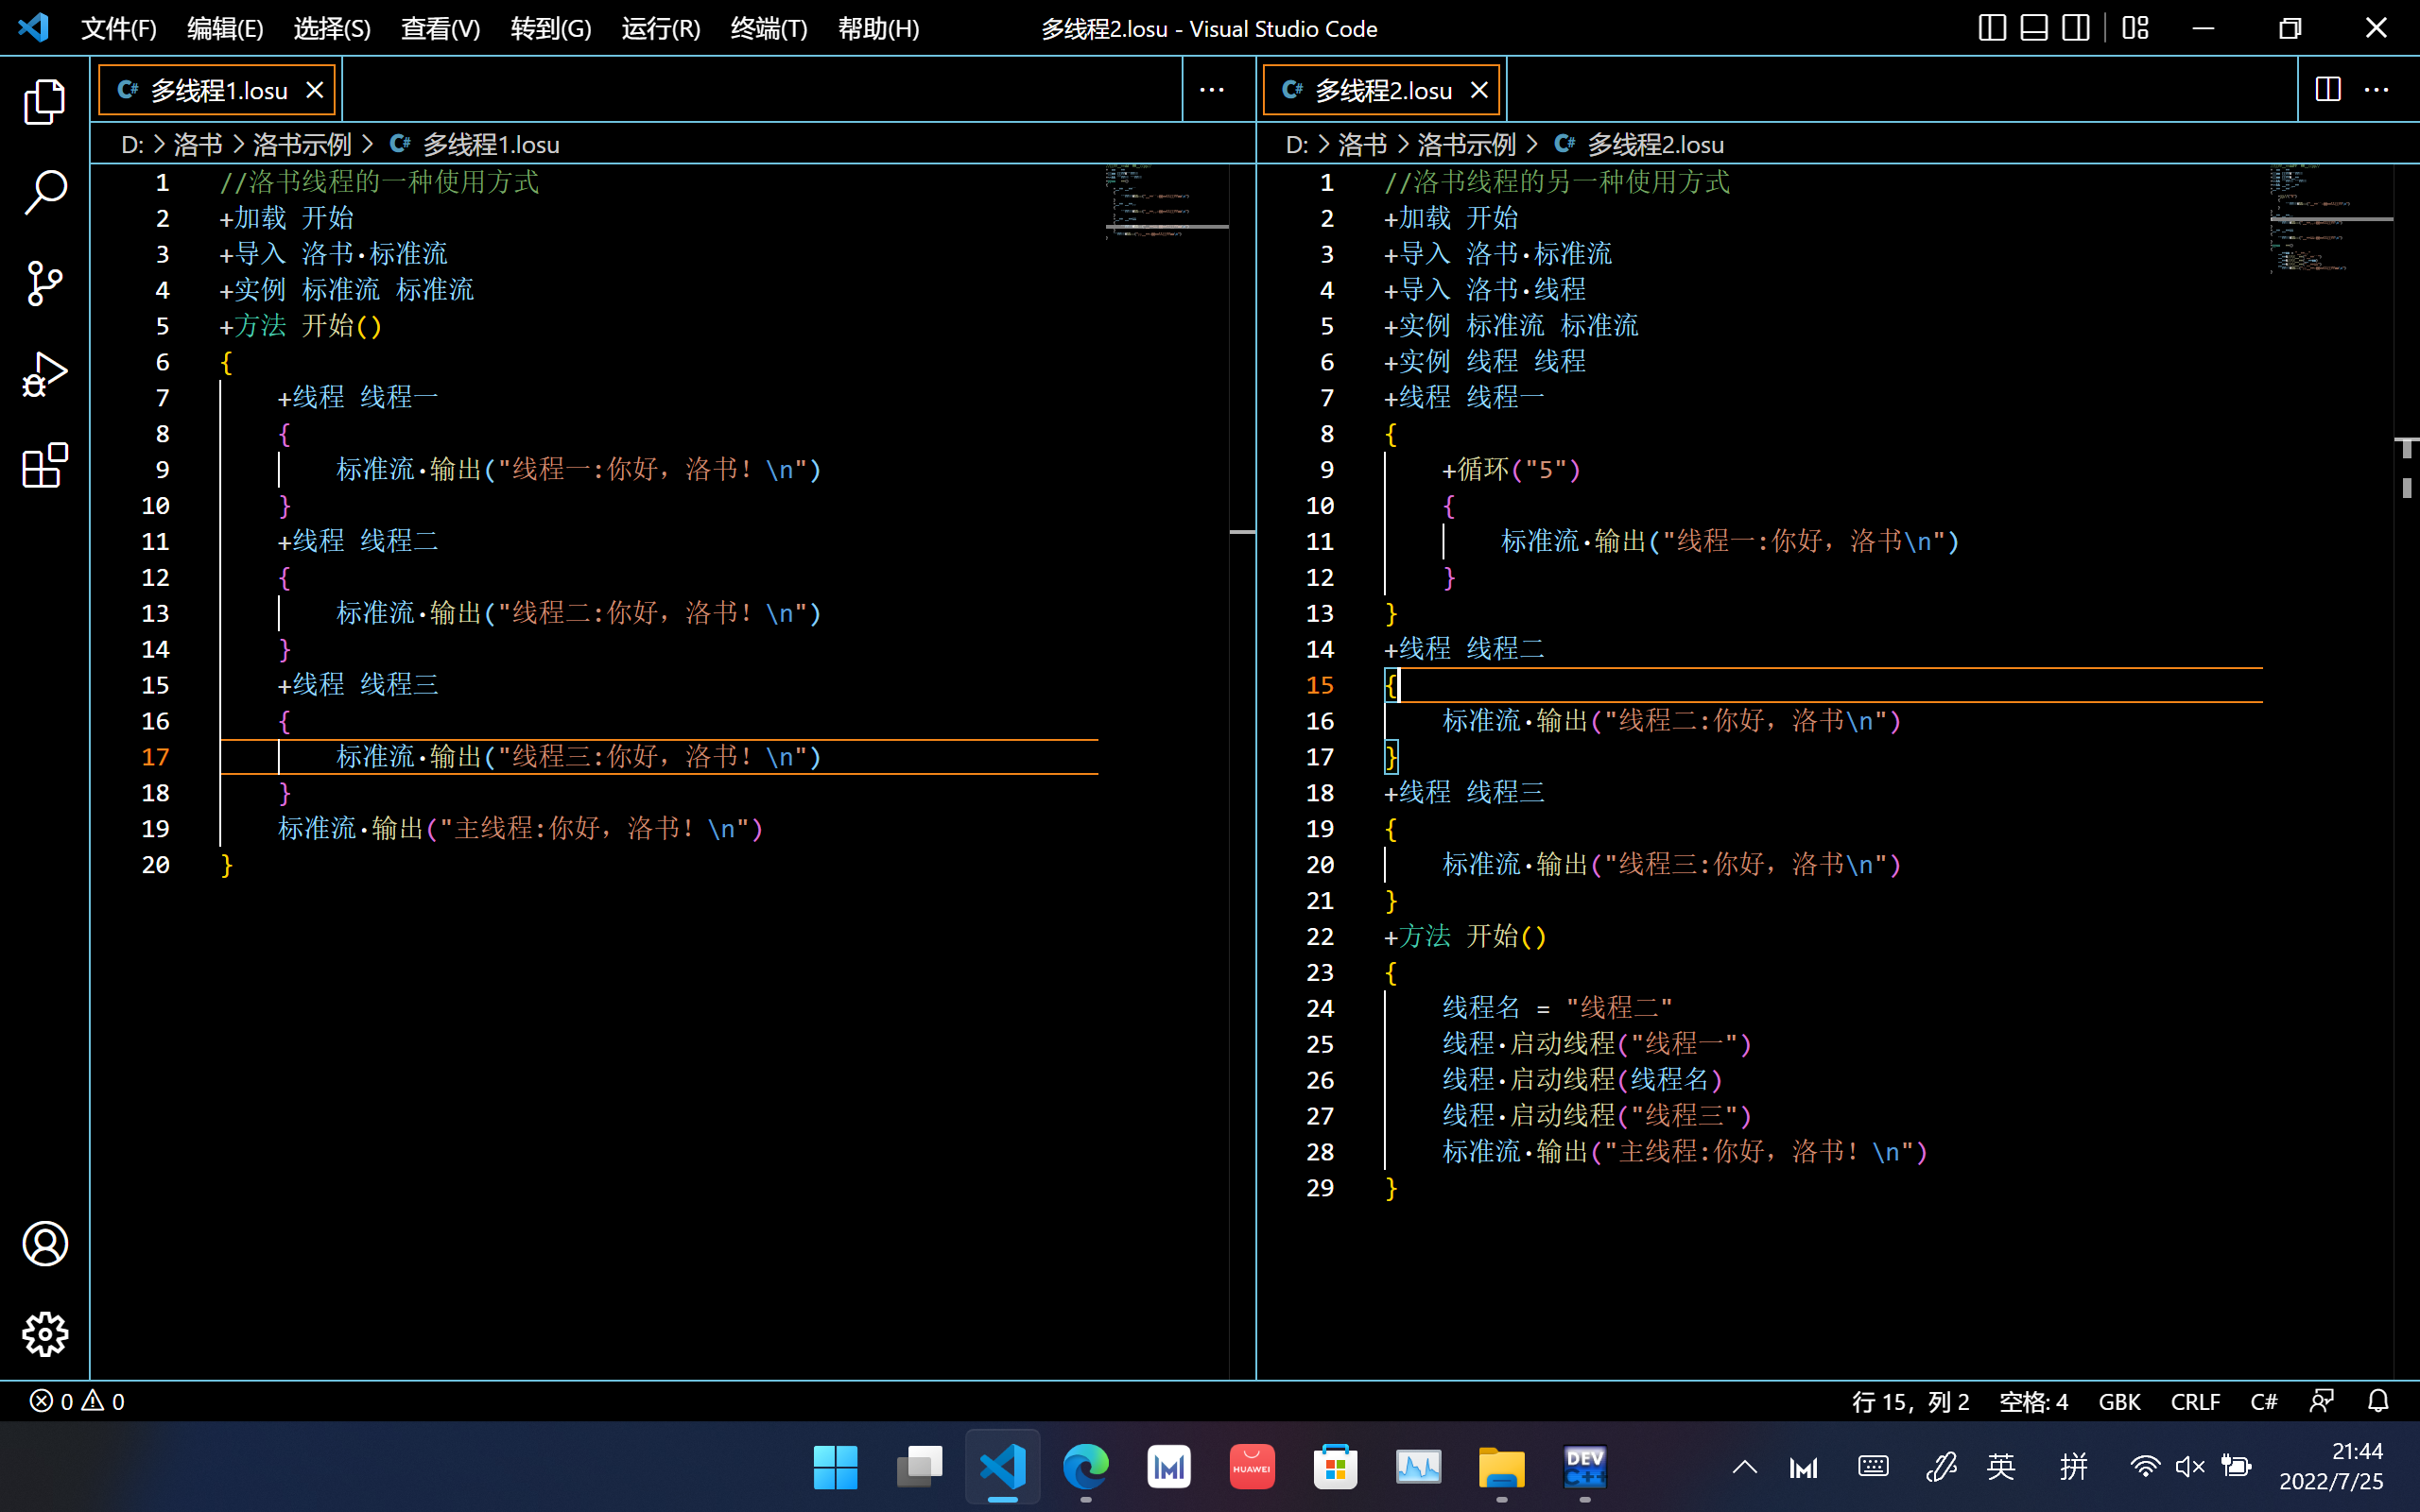 文件(F) 编辑(E) 选择(S) 查看(V) 转到(G) 运行(R) 终端(T) 帮助(H) 多线程2.losu - Visual Studio Code
多线程1.losu
D: > 洛书 > 洛书示例 > 多线程1.losu
1 //洛书线程的一种使用方式
2 +加载 开始
3 +导入 洛书·标准流
4 +实例 标准流 标准流
5 +方法 开始()
6 {
7 +线程 线程一
8 {
9 标准流·输出("线程一:你好，洛书！\n")
10 }
11 +线程 线程二
12 {
13 标准流·输出("线程二:你好，洛书！\n")
14 }
15 +线程 线程三
16 {
17 标准流·输出("线程三:你好，洛书！\n")
18 }
19 标准流·输出("主线程:你好，洛书！\n")
20 }
多线程2.losu
D: > 洛书 > 洛书示例 > 多线程2.losu
1 //洛书线程的另一种使用方式
2 +加载 开始
3 +导入 洛书·标准流
4 +导入 洛书·线程
5 +实例 标准流 标准流
6 +实例 线程 线程
7 +线程 线程一
8 {
9 +循环("5")
10 {
11 标准流·输出("线程一:你好，洛书\n")
12 }
13 }
14 +线程 线程二
15 {
16 标准流·输出("线程二:你好，洛书\n")
17 }
18 +线程 线程三
19 {
20 标准流·输出("线程三:你好，洛书\n")
21 }
22 +方法 开始()
23 {
24 线程名 = "线程二"
25 线程·启动线程("线程一")
26 线程·启动线程(线程名)
27 线程·启动线程("线程三")
28 标准流·输出("主线程:你好，洛书！\n")
29 }
0 0 行 15，列 2 空格: 4 GBK CRLF C#
HUAWEI DEV C++ 英 拼 21:44
2022/7/25